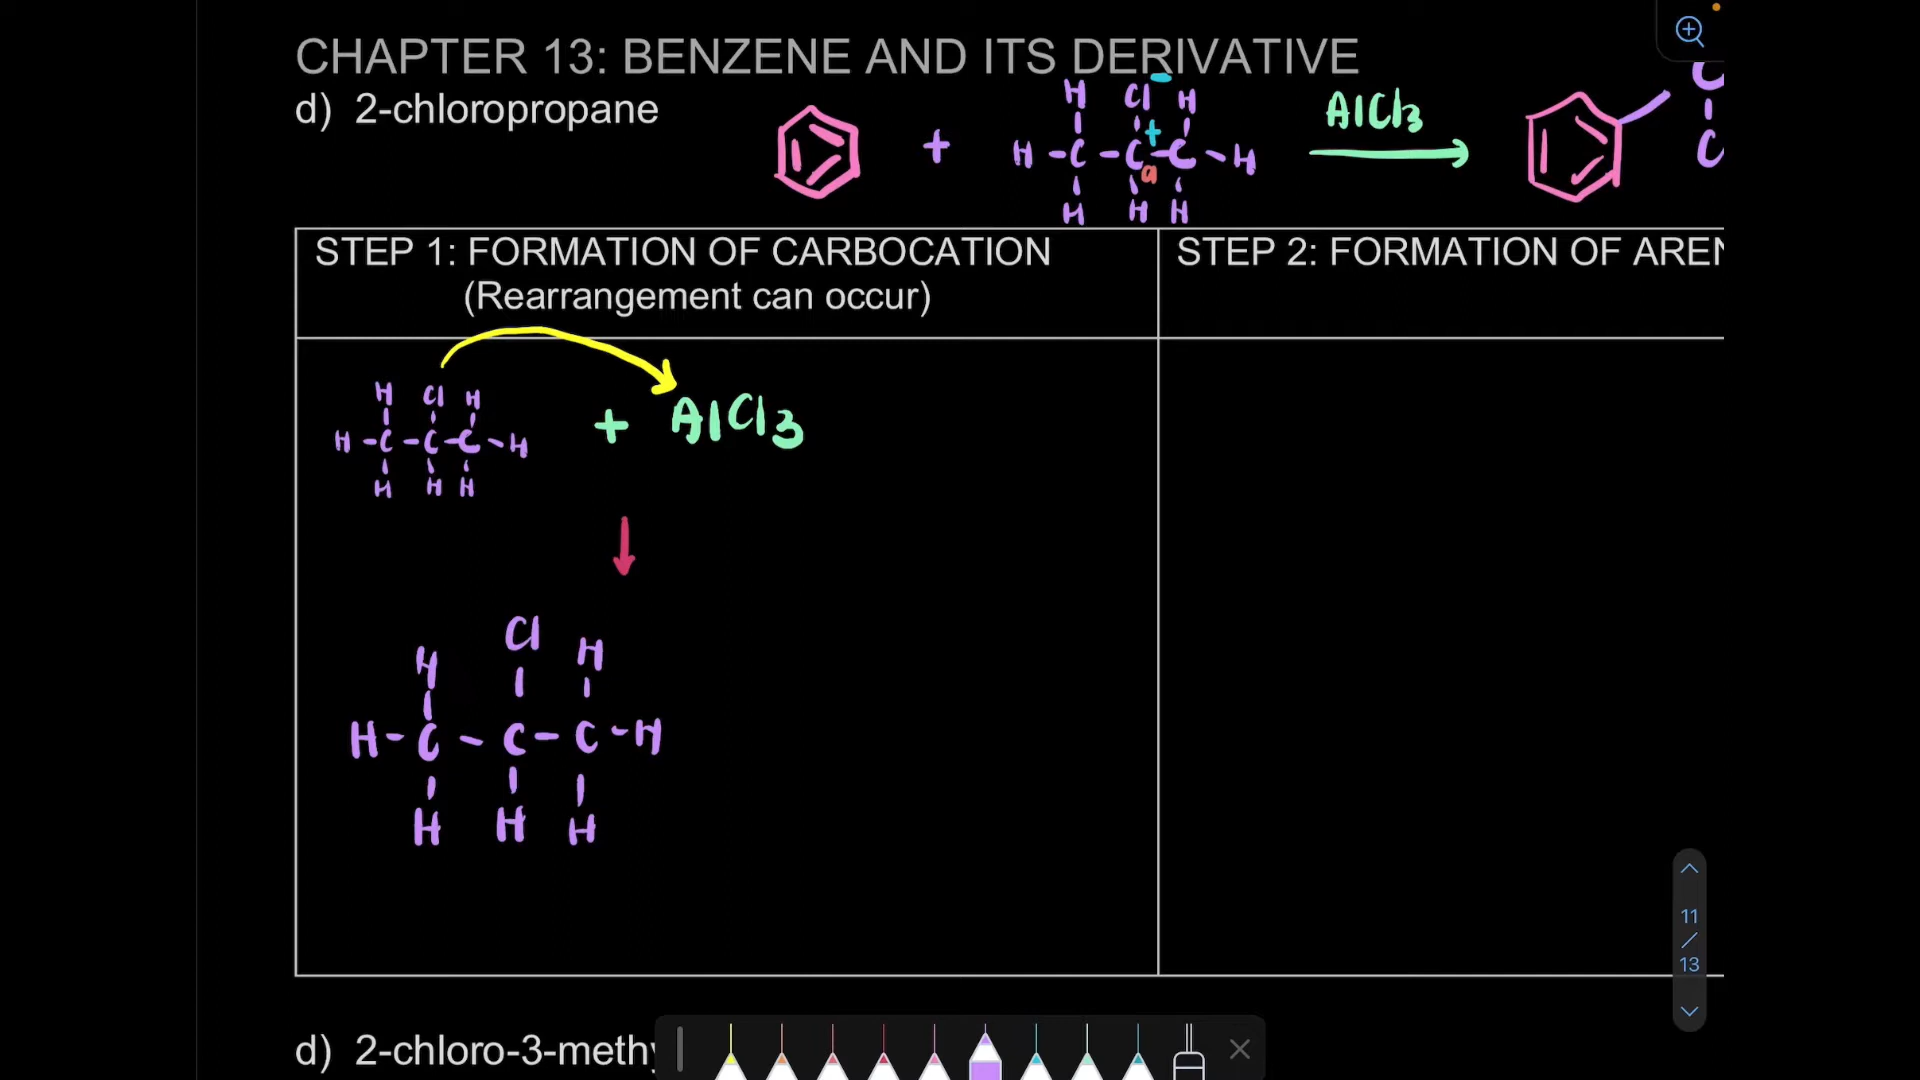 CHAPTER 13: BENZENE AND ITS DERIVATIVE
d) 2-chloropropane
H Cl – H
+ H - C - C + - C - H AlCl3 C
a C
H H H
STEP 1: FORMATION OF CARBOCATION
(Rearrangement can occur)
STEP 2: FORMATION OF AREN
H Cl H
H - C - C - C - H + AlCl3
H H H
H Cl H
H - C - C - C - H
H H H
11
/
13
d) 2-chloro-3-methy